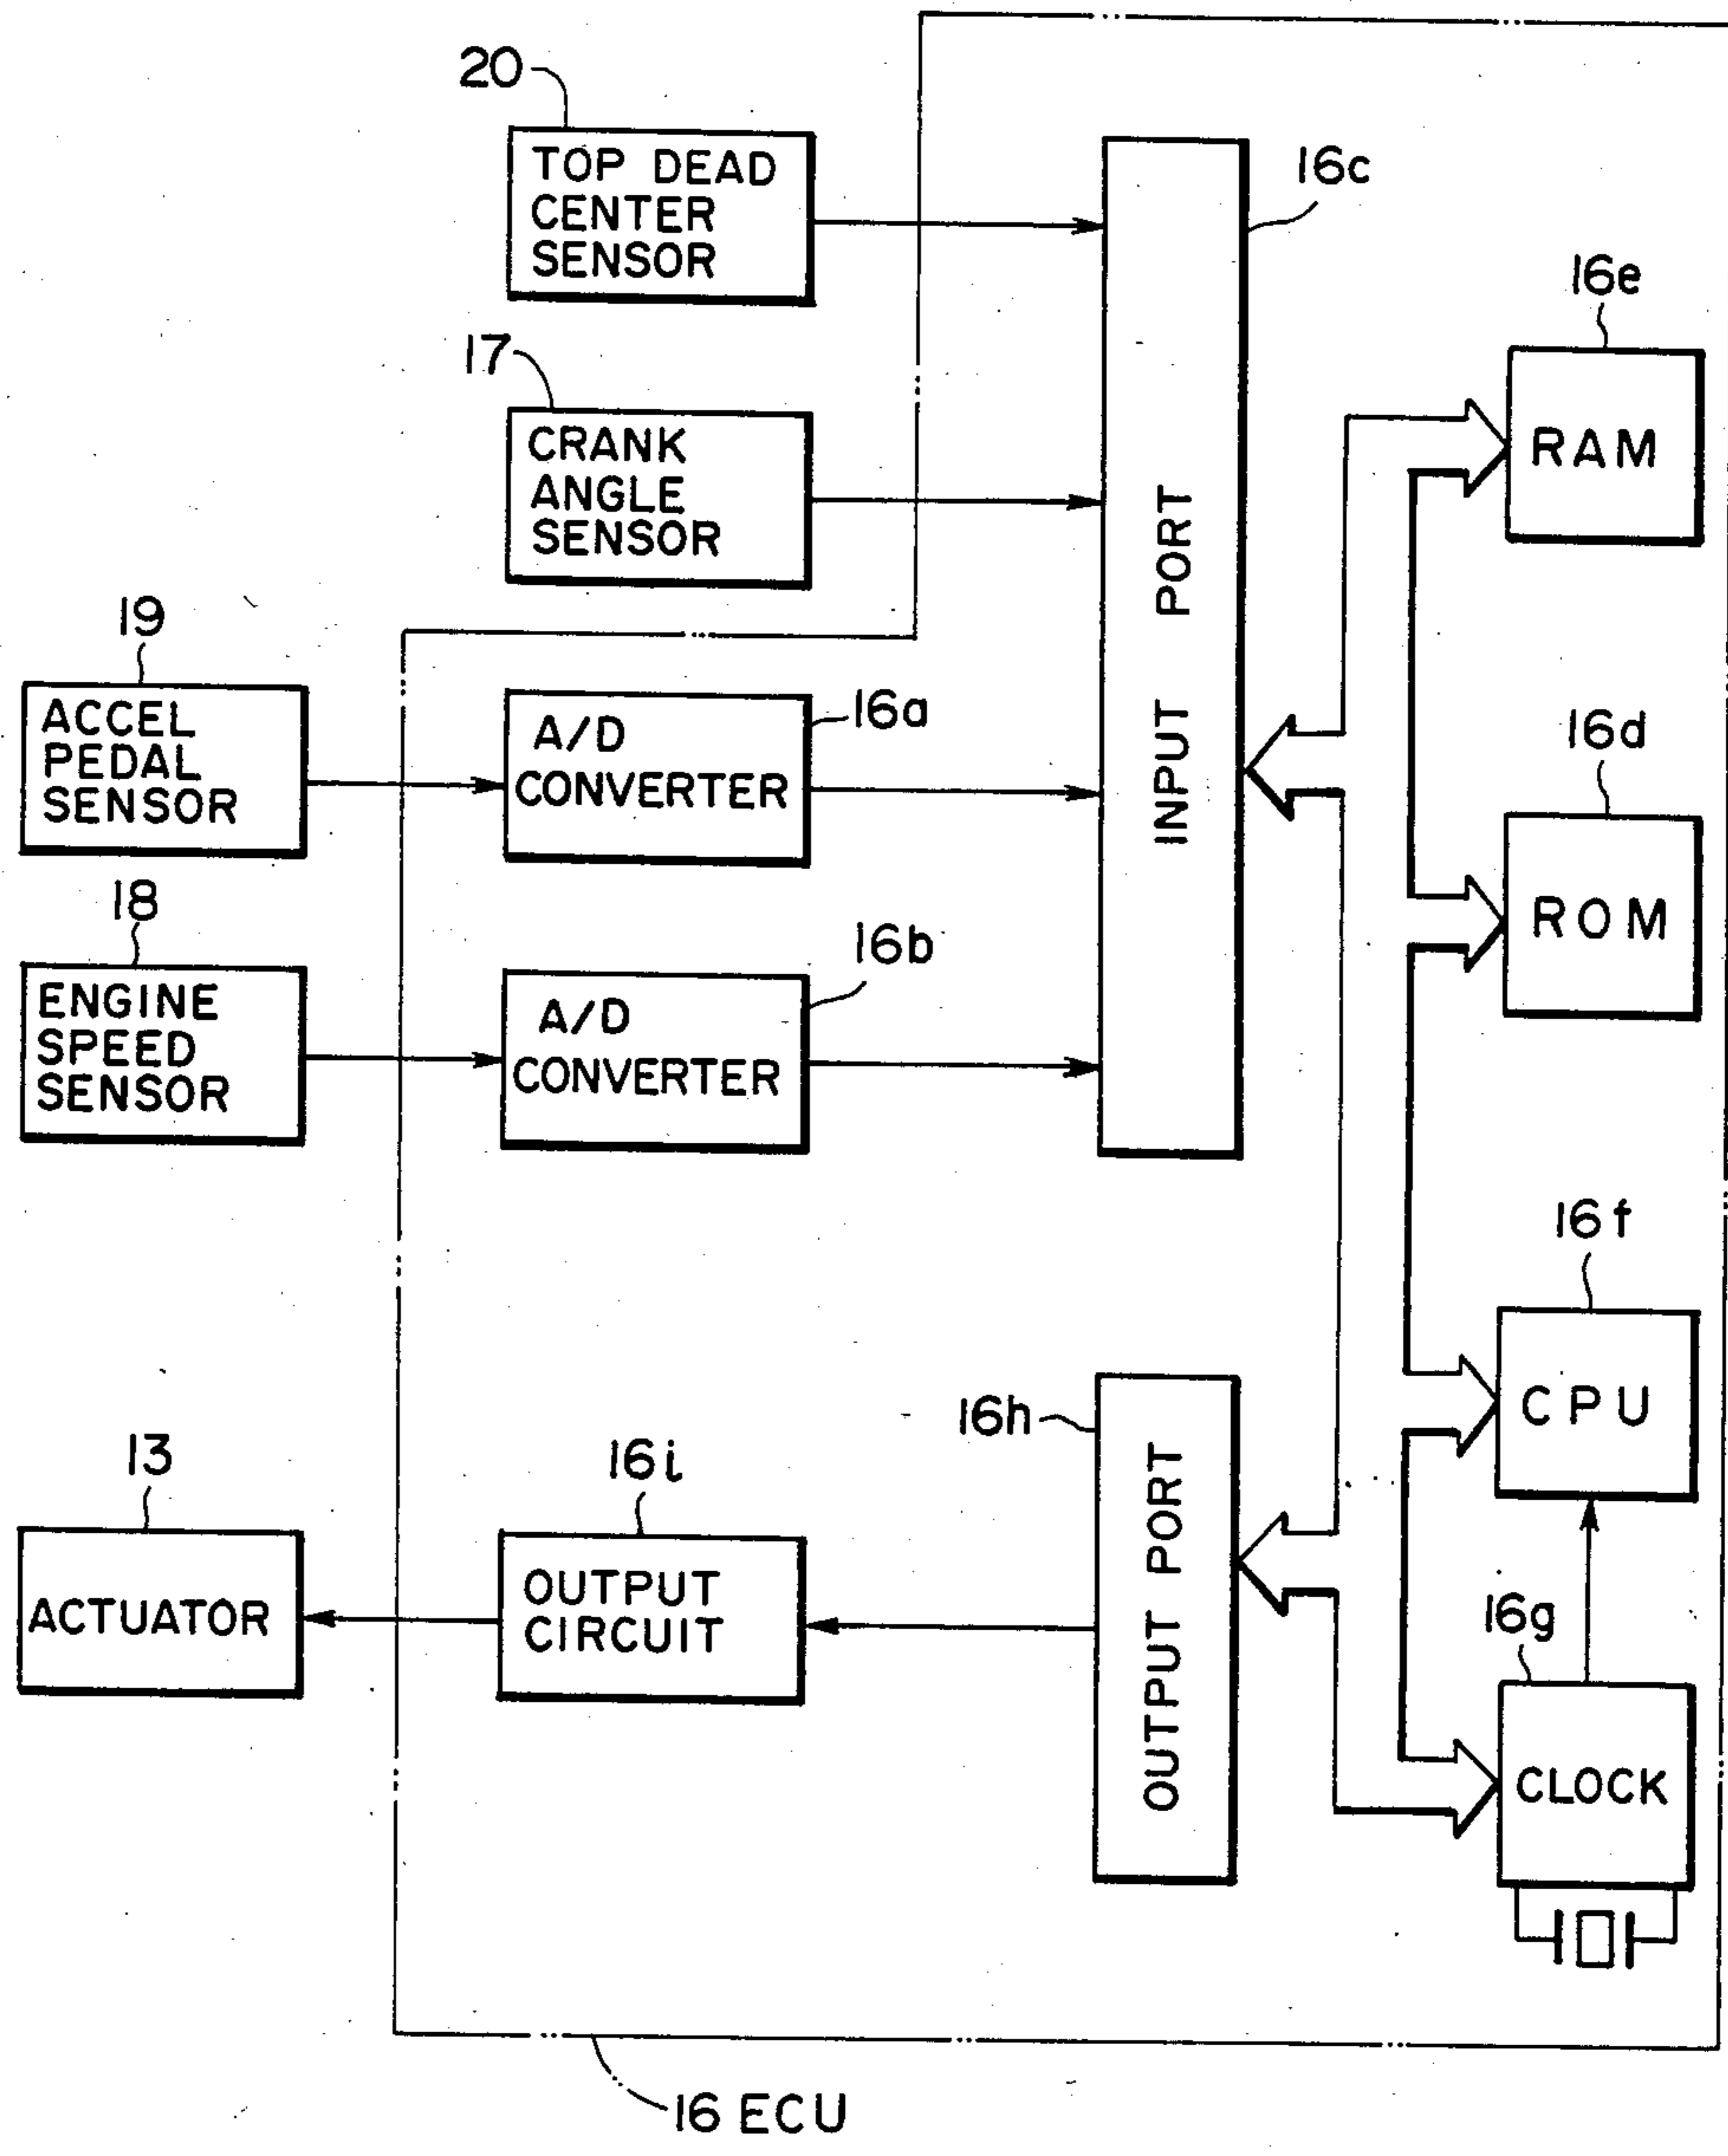 20
TOP DEAD
CENTER
SENSOR
16c
16e
17
CRANK
ANGLE
SENSOR
RAM
INPUT PORT
19
ACCEL
PEDAL
SENSOR
16a
A/D
CONVERTER
16d
ROM
18
ENGINE
SPEED
SENSOR
16b
A/D
CONVERTER
16f
CPU
16h
OUTPUT PORT
13
ACTUATOR
16i
OUTPUT
CIRCUIT
16g
CLOCK
16 ECU